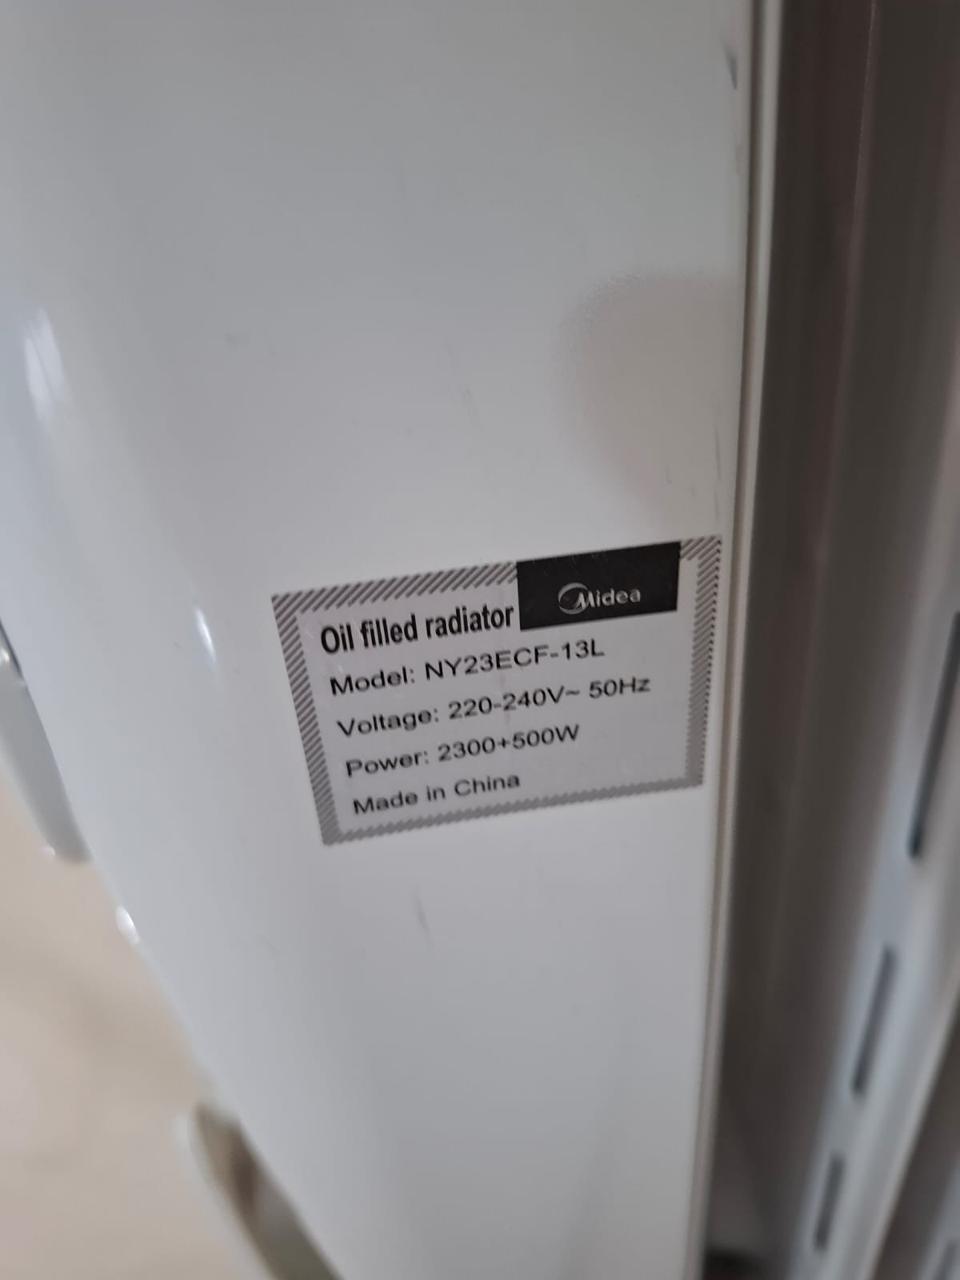 Midea
Oil filled radiator
Model: NY23ECF-13L
Voltage: 220-240V~ 50Hz
Power: 2300+500W
Made in China